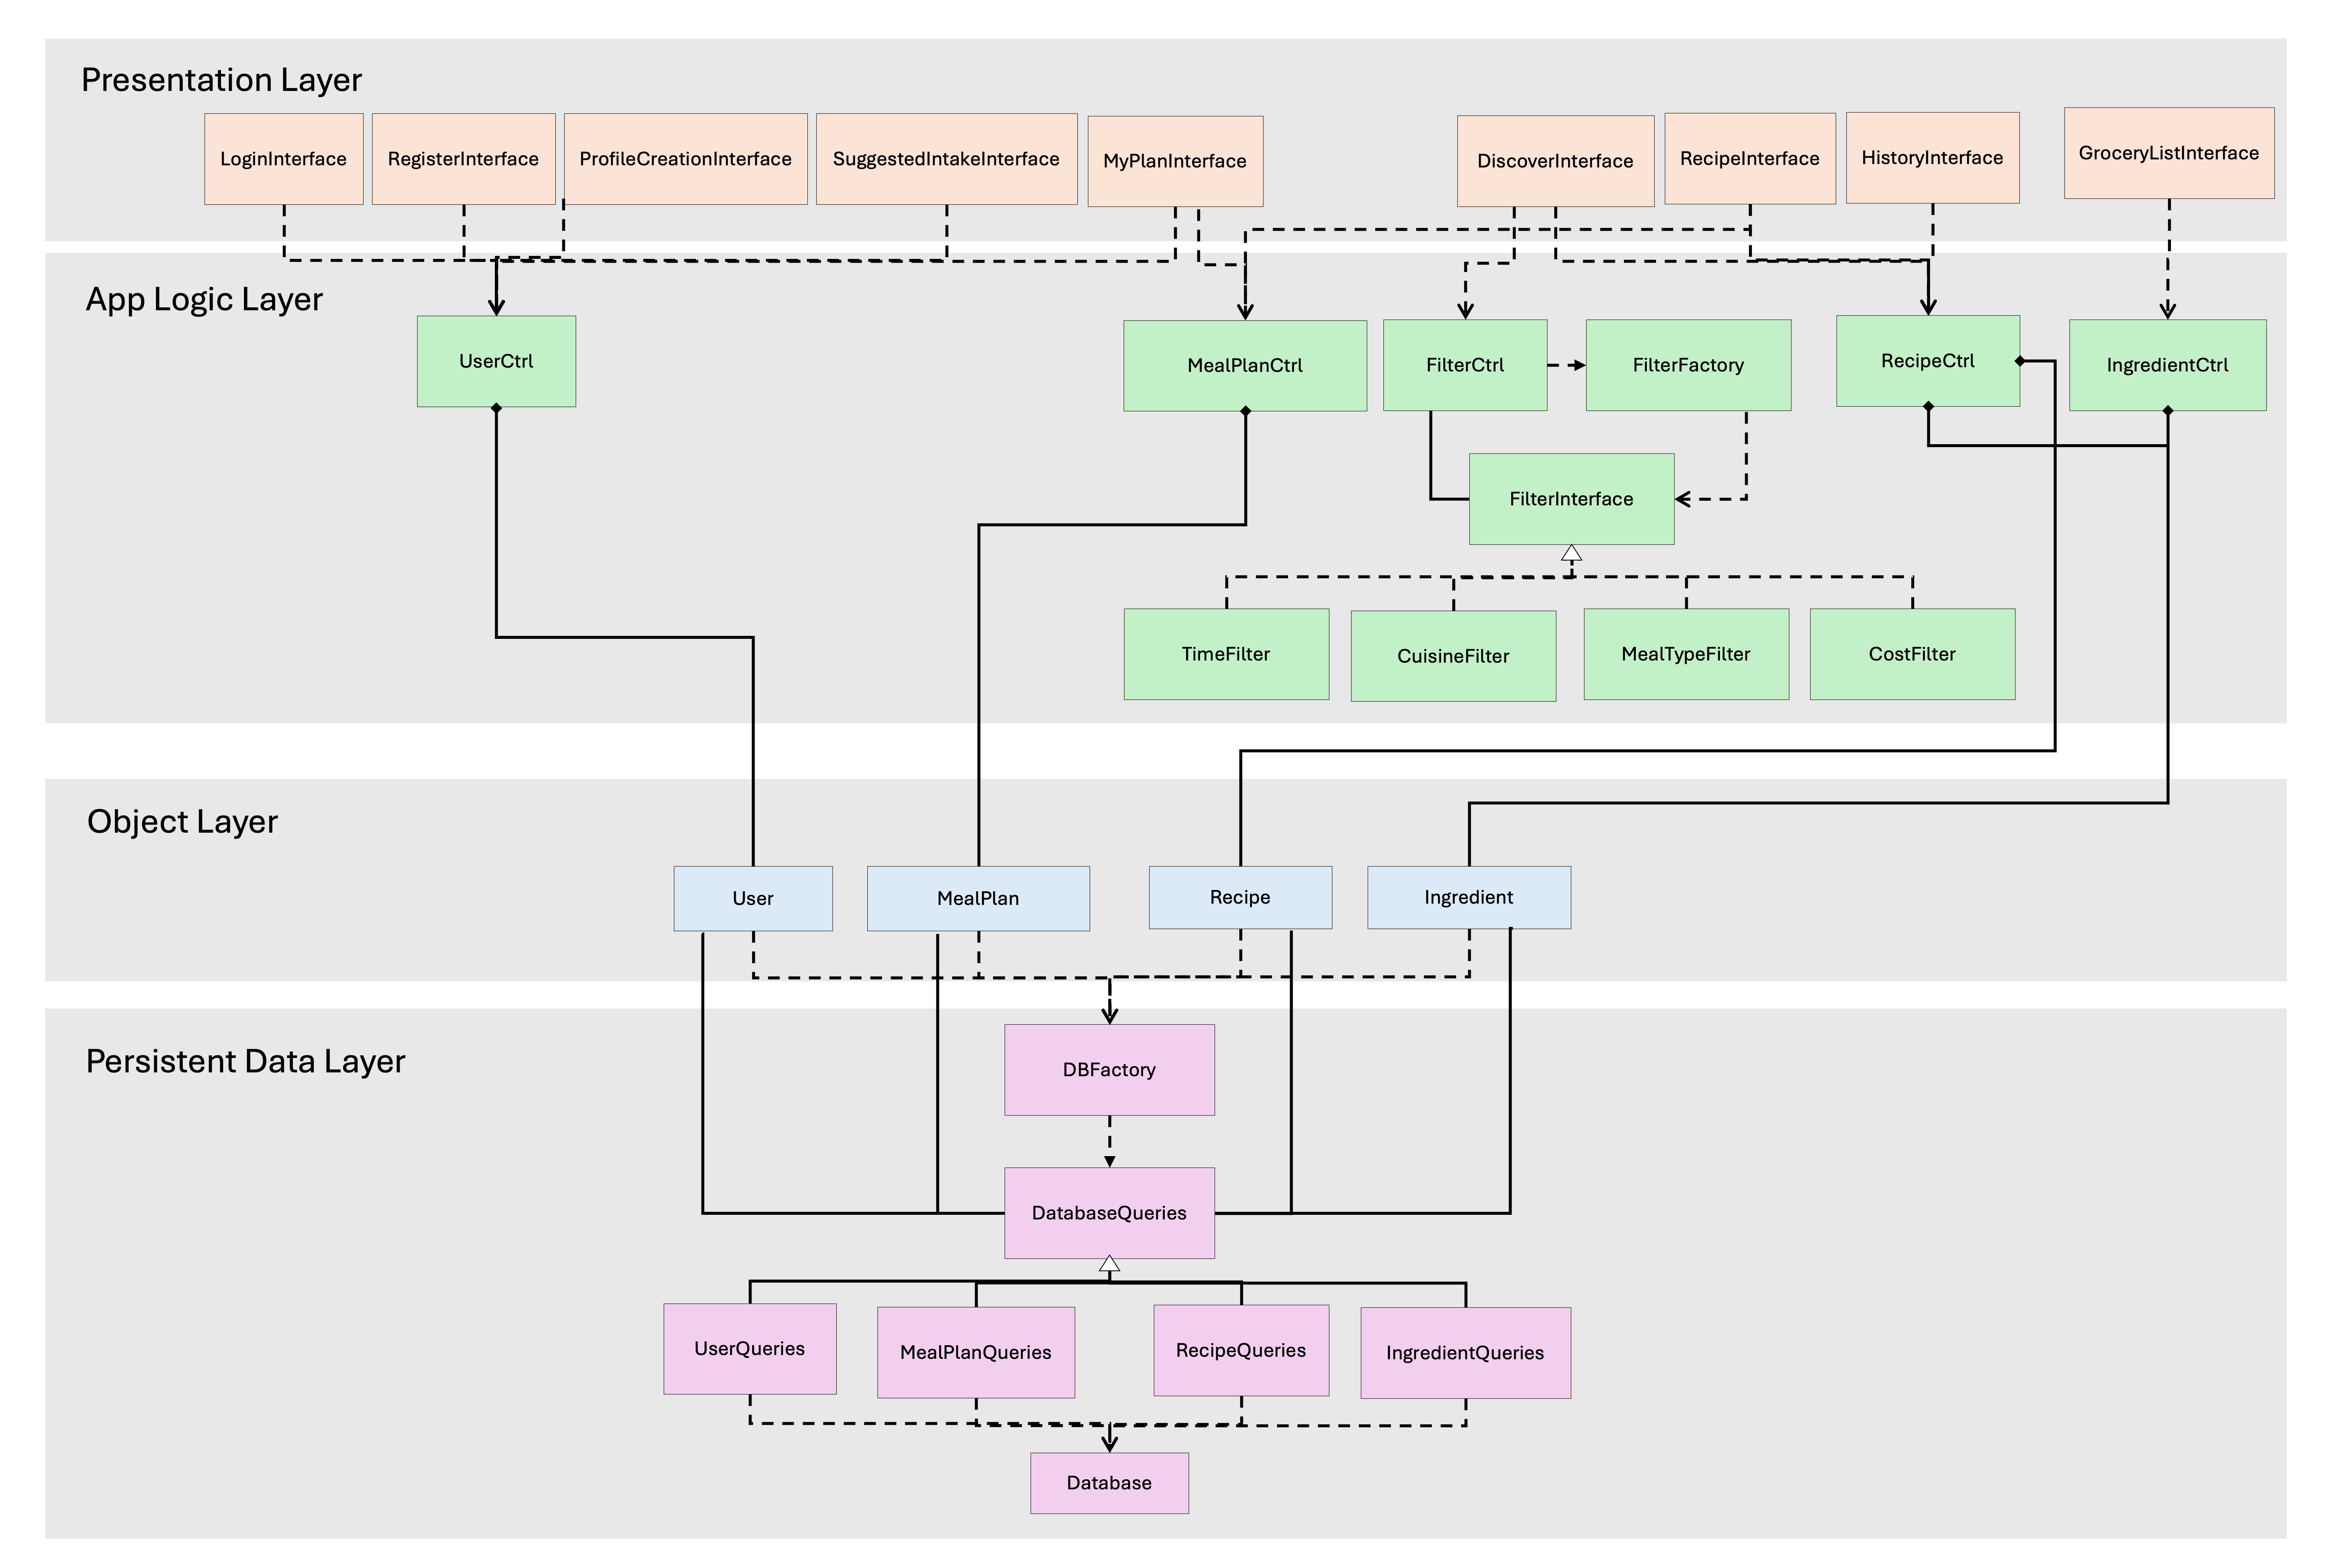 Presentation Layer
LoginInterface
RegisterInterface
ProfileCreationInterface
SuggestedIntakeInterface
MyPlanInterface
DiscoverInterface
RecipeInterface
HistoryInterface
GroceryListInterface
App Logic Layer
UserCtrl
MealPlanCtrl
FilterCtrl
FilterFactory
RecipeCtrl
IngredientCtrl
FilterInterface
TimeFilter
CuisineFilter
MealTypeFilter
CostFilter
Object Layer
User
MealPlan
Recipe
Ingredient
Persistent Data Layer
DBFactory
DatabaseQueries
UserQueries
MealPlanQueries
RecipeQueries
IngredientQueries
Database